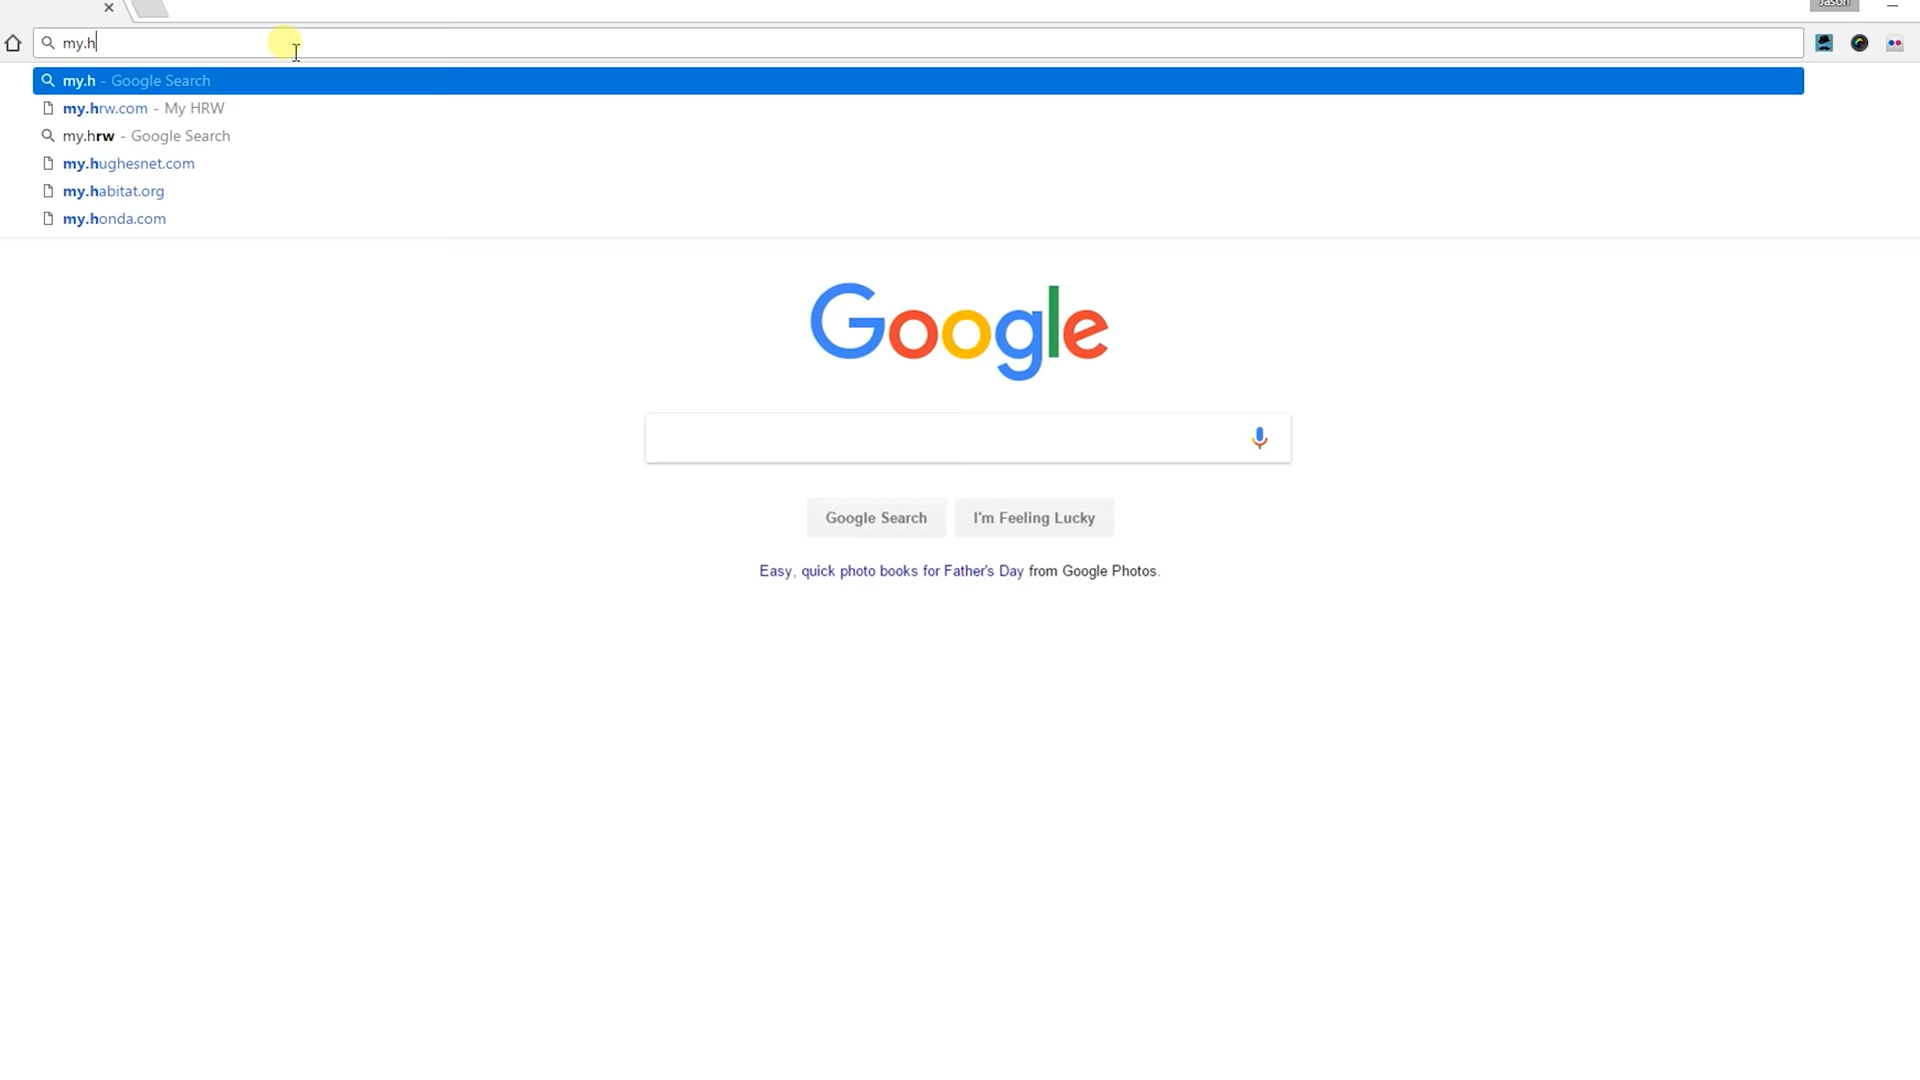 Jason
my.h
my.h - Google Search
my.hrw.com - My HRW
my.hrw - Google Search
my.hughesnet.com
my.habitat.org
my.honda.com
Google
Google Search
I'm Feeling Lucky
Easy, quick photo books for Father's Day from Google Photos.